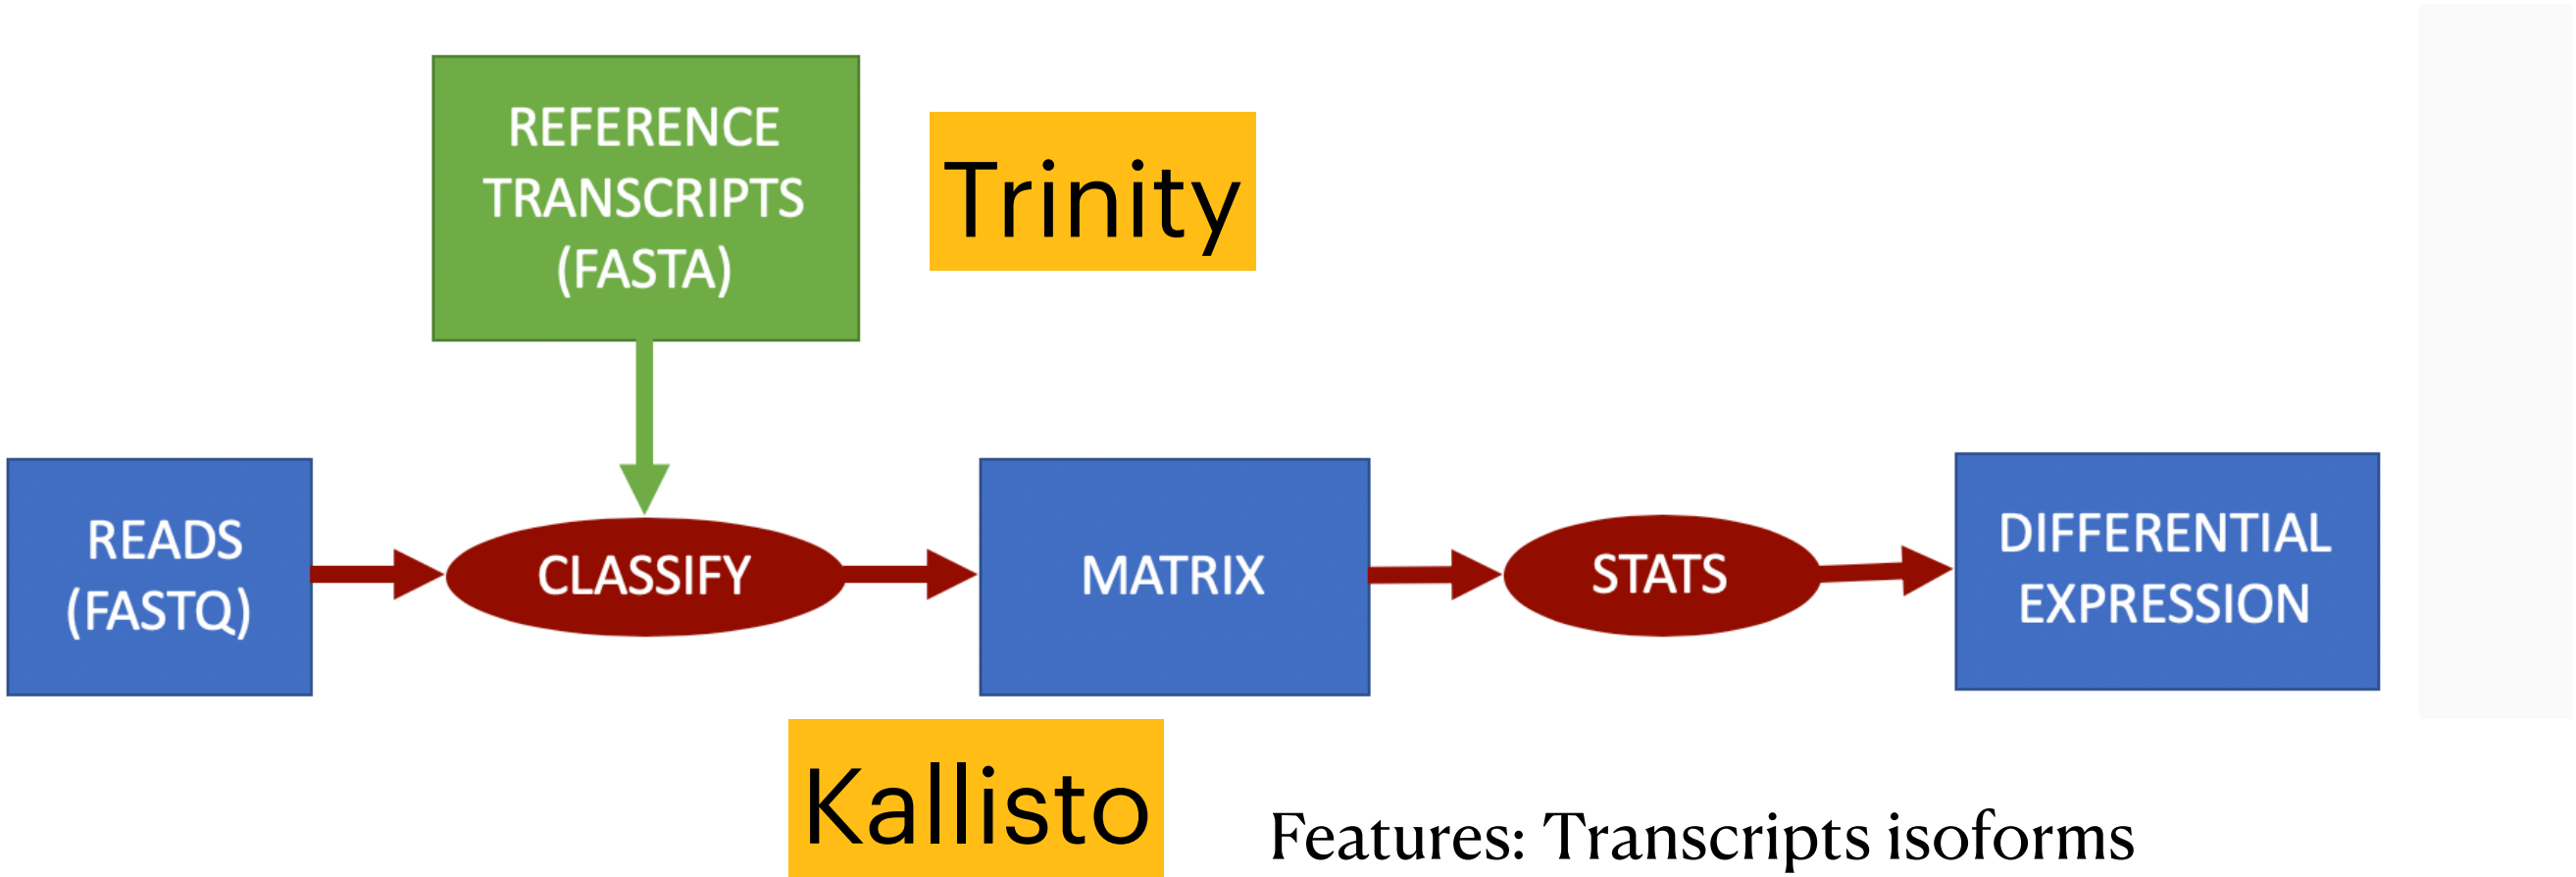 REFERENCE
TRANSCRIPTS
(FASTA)
Trinity
READS
(FASTQ)
CLASSIFY
MATRIX
STATS
DIFFERENTIAL
EXPRESSION
Kallisto
Features: Transcripts isoforms